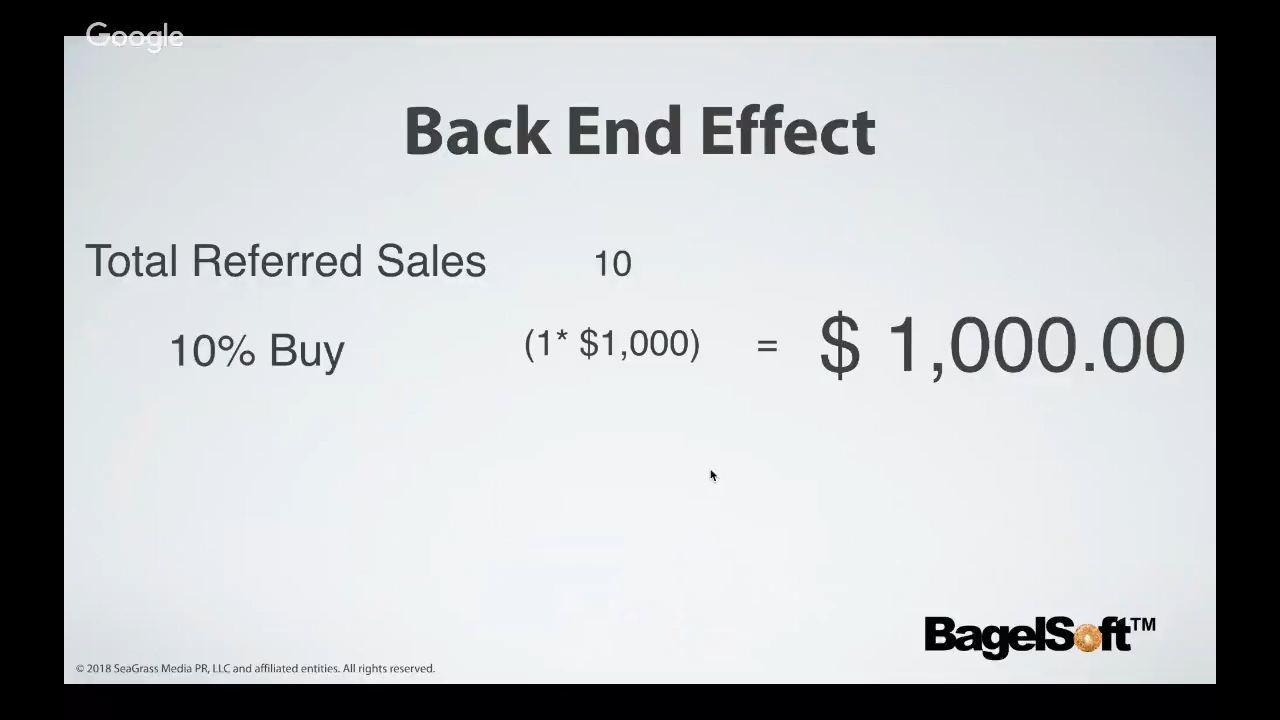 Google
Back End Effect
Total Referred Sales 10
10% Buy (1* $1,000) = $ 1,000.00
BagelSoft™
© 2018 SeaGrass Media PR, LLC and affiliated entities. All rights reserved.